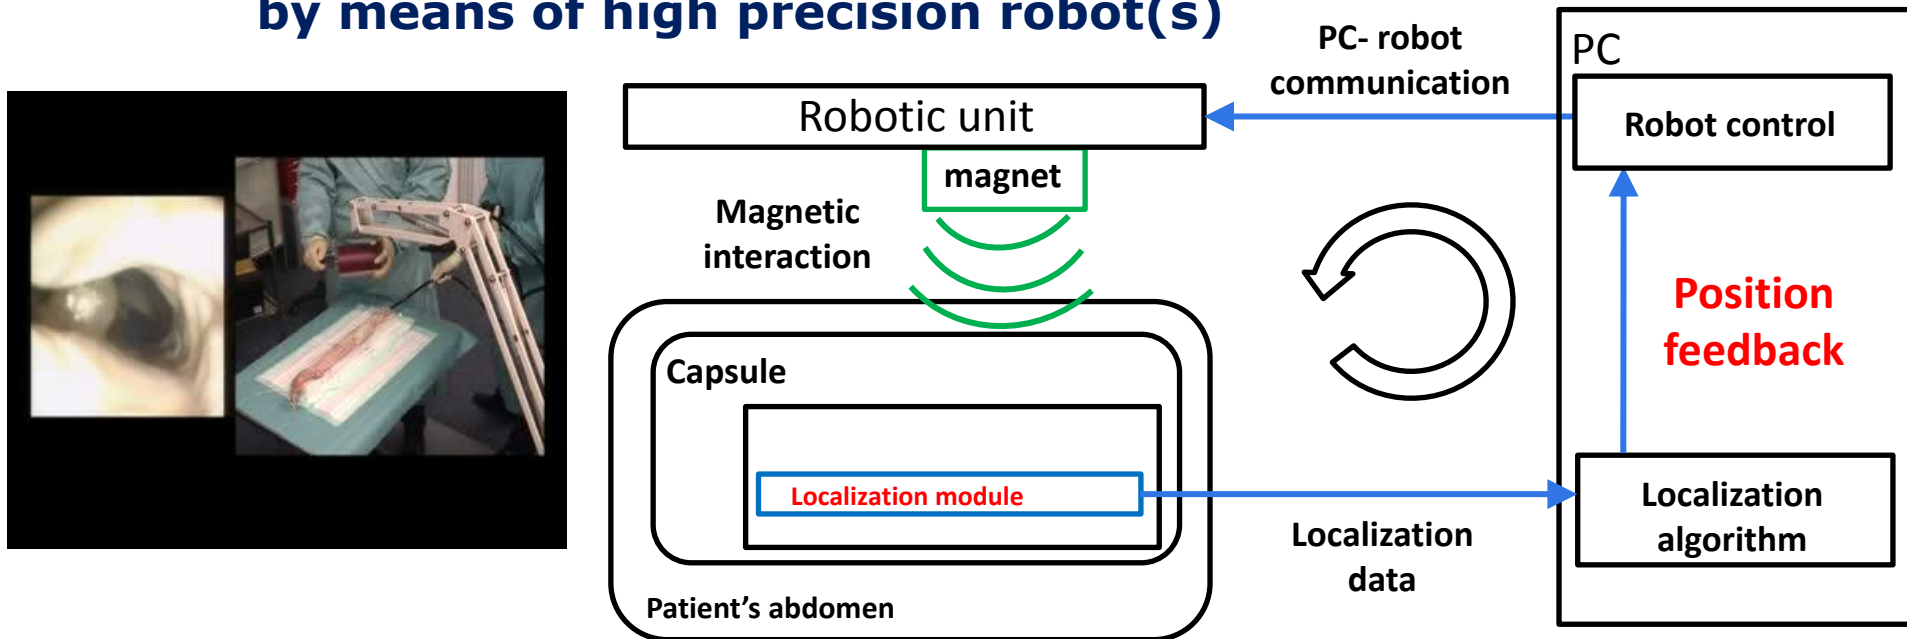 by means of high precision robot(s)
PC- robot
communication
PC
Robotic unit
Robot control
magnet
Magnetic
interaction
Position
feedback
Capsule
Localization module
Localization
algorithm
Localization
data
Patient's abdomen